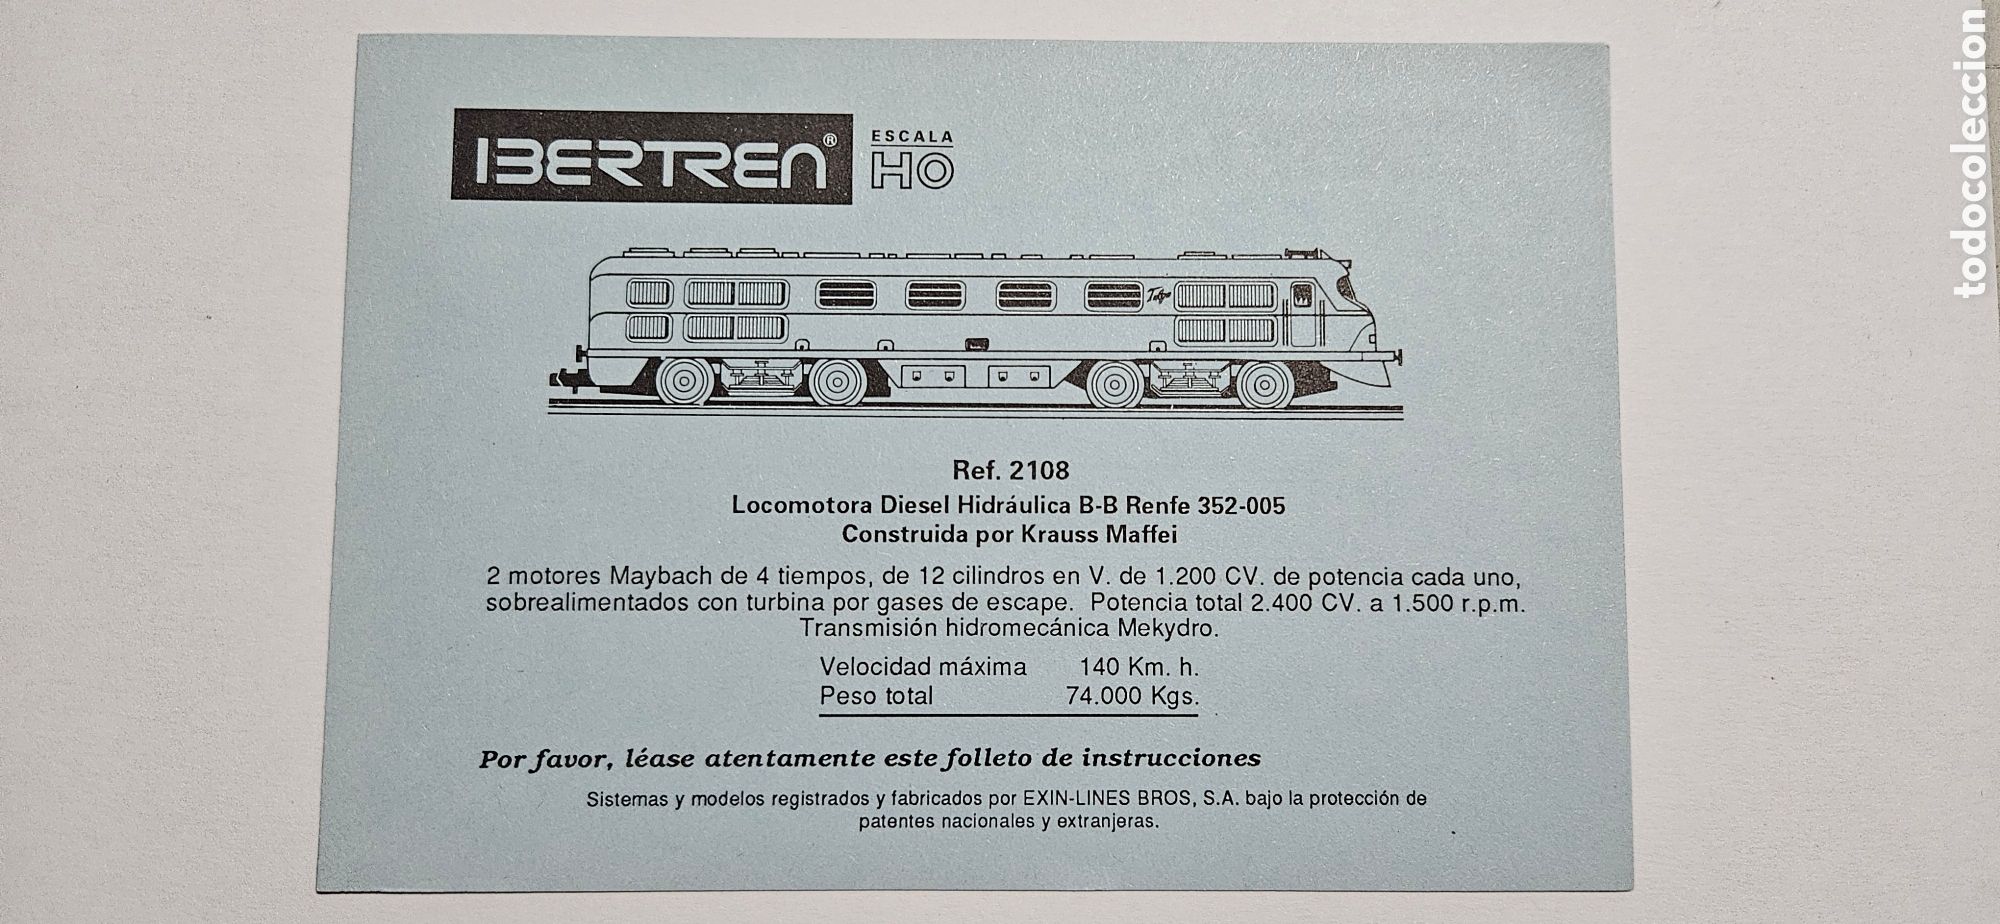 IBERTREN®
ESCALA
HO
Talgo
Ref. 2108
Locomotora Diesel Hidráulica B-B Renfe 352-005
Construida por Krauss Maffei
2 motores Maybach de 4 tiempos, de 12 cilindros en V. de 1.200 CV. de potencia cada uno,
sobrealimentados con turbina por gases de escape. Potencia total 2.400 CV. a 1.500 r.p.m.
Transmisión hidromecánica Mekydro.
Velocidad máxima 140 Km. h.
Peso total 74.000 Kgs.
Por favor, léase atentamente este folleto de instrucciones
Sistemas y modelos registrados y fabricados por EXIN-LINES BROS, S.A. bajo la protección de
patentes nacionales y extranjeras.
todocoleccion